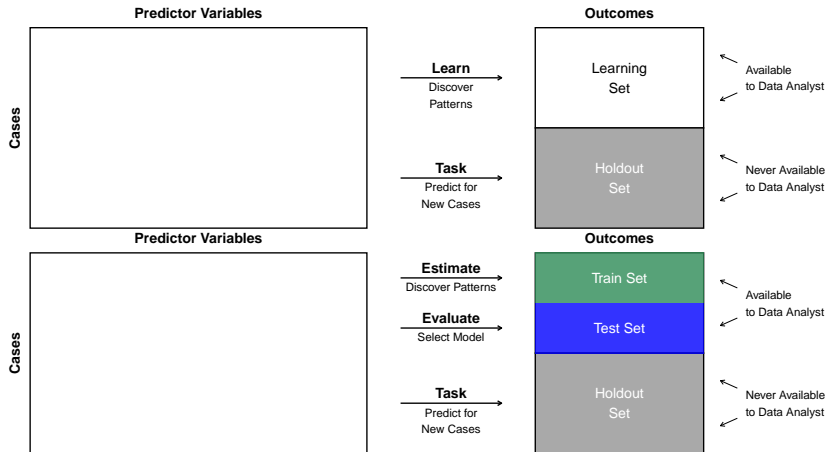 Predictor Variables
Outcomes
Cases
Learn
Discover
Patterns
Learning
Set
Available
to Data Analyst
Task
Predict for
New Cases
Holdout
Set
Never Available
to Data Analyst
Predictor Variables
Outcomes
Cases
Estimate
Discover Patterns
Train Set
Available
to Data Analyst
Evaluate
Select Model
Test Set
Task
Predict for
New Cases
Holdout
Set
Never Available
to Data Analyst